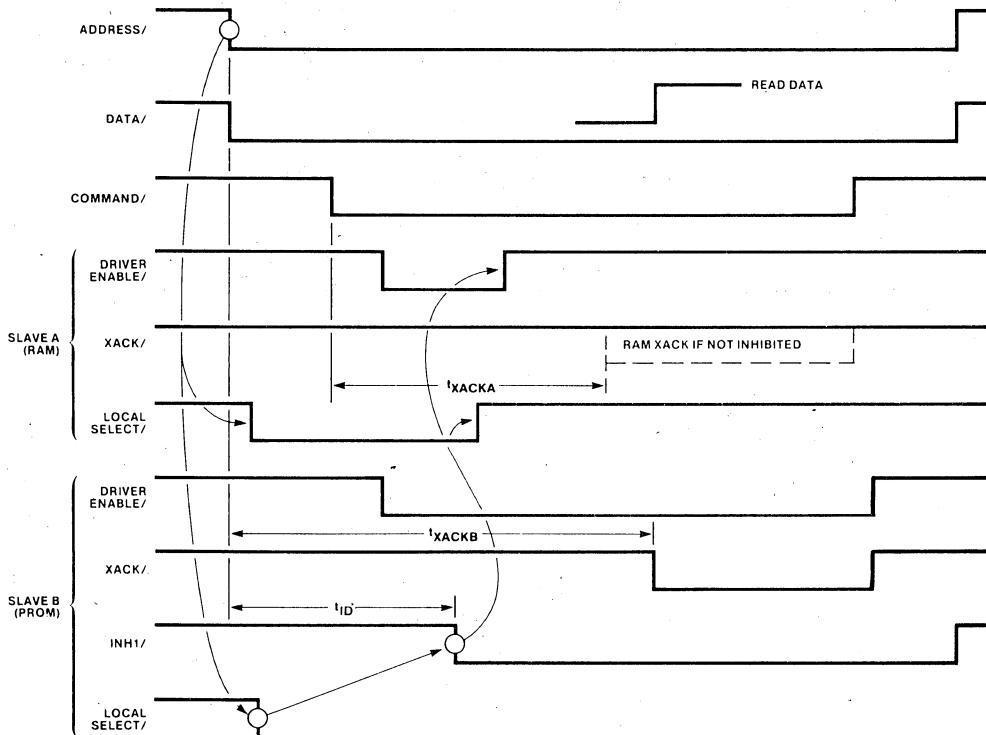 ADDRESS/
READ DATA
DATA/
COMMAND/
DRIVER
ENABLE/
SLAVE A
(RAM)
XACK/
RAM XACK IF NOT INHIBITED
tXACKA
LOCAL
SELECT/
DRIVER
ENABLE/
tXACKB
XACK/
SLAVE B
(PROM)
tID
INH1/
LOCAL
SELECT/